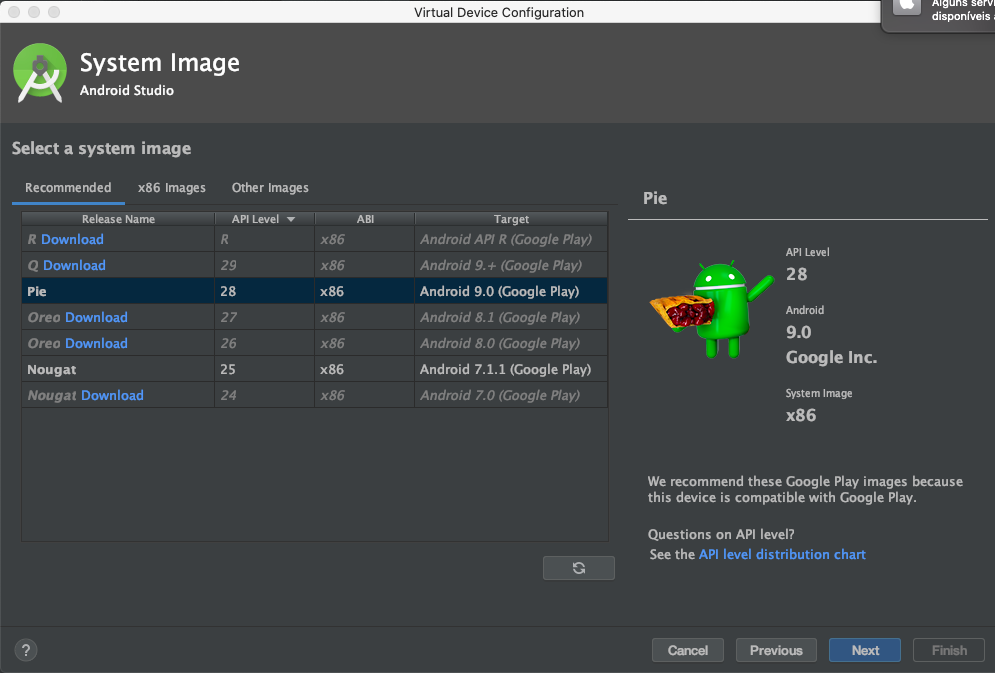 Virtual Device Configuration
Alguns servi
disponíveis a
System Image
Android Studio
Select a system image
Recommended x86 Images Other Images
Release Name API Level ABI Target
R Download R x86 Android API R (Google Play)
Q Download 29 x86 Android 9.+ (Google Play)
Pie 28 x86 Android 9.0 (Google Play)
Oreo Download 27 x86 Android 8.1 (Google Play)
Oreo Download 26 x86 Android 8.0 (Google Play)
Nougat 25 x86 Android 7.1.1 (Google Play)
Nougat Download 24 x86 Android 7.0 (Google Play)
Pie
API Level
28
Android
9.0
Google Inc.
System Image
x86
We recommend these Google Play images because
this device is compatible with Google Play.
Questions on API level?
See the API level distribution chart
? Cancel Previous Next Finish